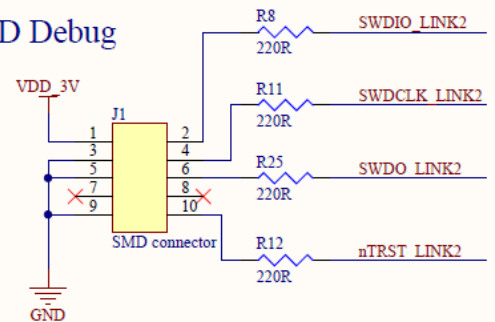 D Debug
R8
SWDIO_LINK2
220R
VDD_3V
R11
SWDCLK_LINK2
J1
220R
1 2
3 4
5 6
7 8
9 10
R25
SWDO_LINK2
220R
SMD connector
R12
nTRST_LINK2
220R
GND